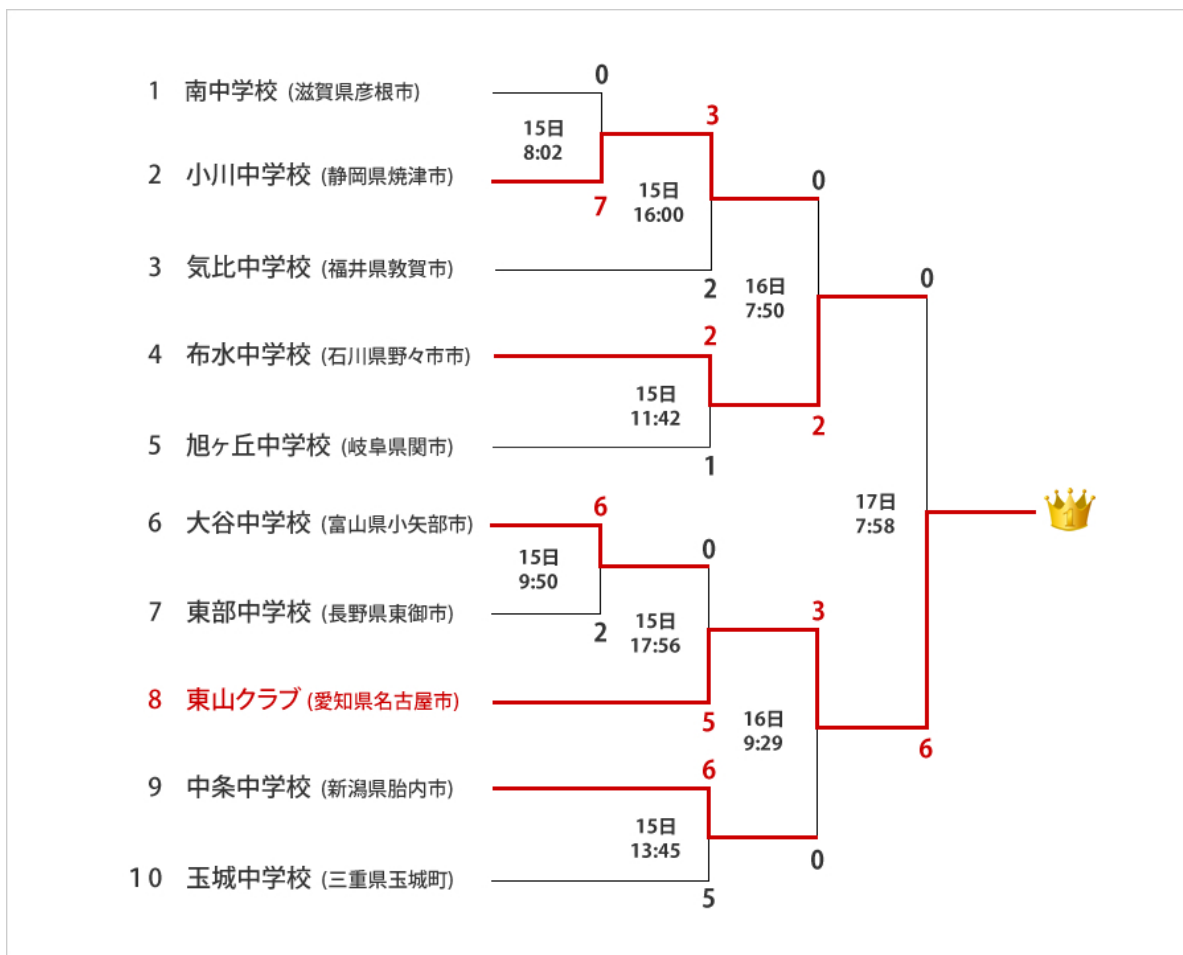 0
1 南中学校 (滋賀県彦根市)
3
15日
8:02
2 小川中学校 (静岡県焼津市)
0
15日
16:00
7
3 気比中学校 (福井県敦賀市)
0
2
16日
7:50
2
4 布水中学校 (石川県野々市市)
15日
11:42
2
5 旭ヶ丘中学校 (岐阜県関市)
1
6
17日
7:58
1
6 大谷中学校 (富山県小矢部市)
0
15日
9:50
7 東部中学校 (長野県東御市)
2
15日
17:56
3
8 東山クラブ (愛知県名古屋市)
5
16日
9:29
6
6
9 中条中学校 (新潟県胎内市)
15日
13:45
0
10 玉城中学校 (三重県玉城町)
5